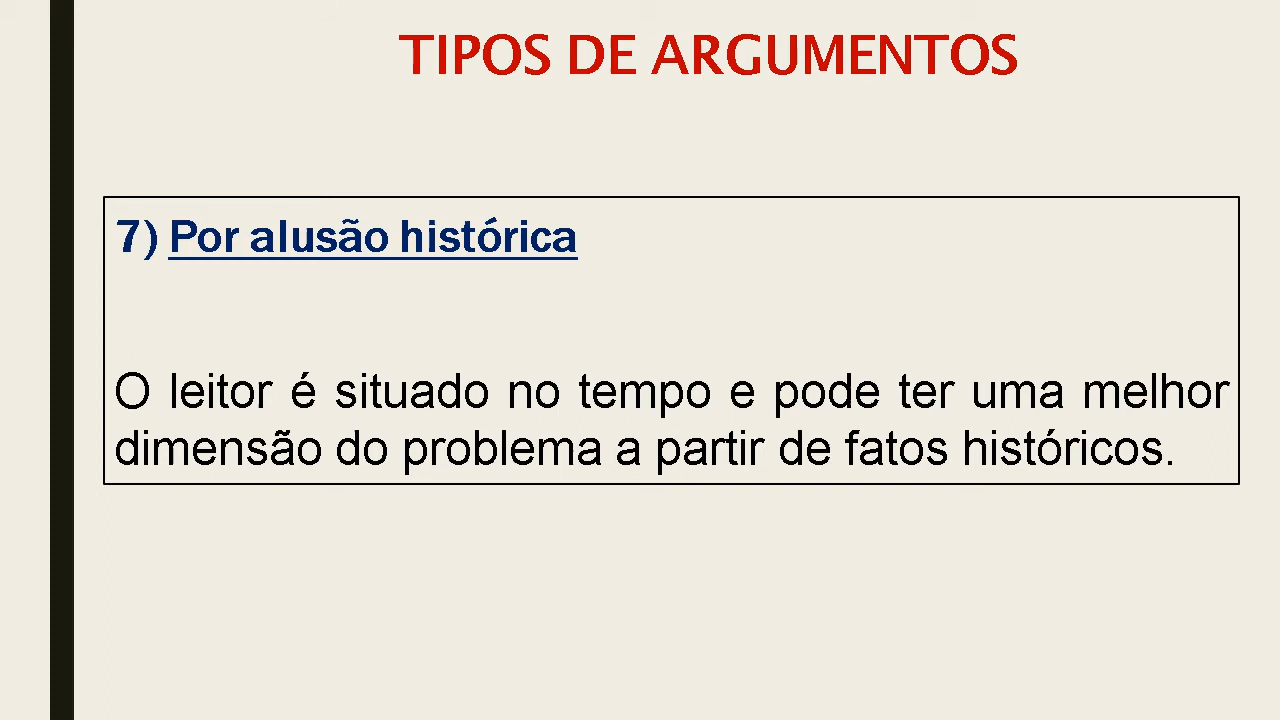 TIPOS DE ARGUMENTOS
7) Por alusão histórica
O leitor é situado no tempo e pode ter uma melhor
dimensão do problema a partir de fatos históricos.